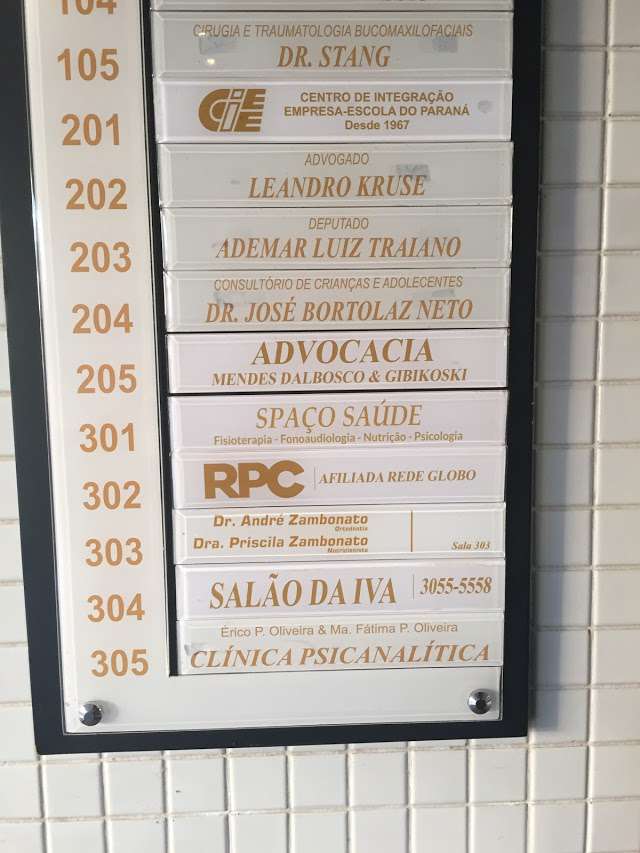 104
105
CIRUGIA E TRAUMATOLOGIA BUCOMAXILOFACIAIS
DR. STANG
201
CIEE
CENTRO DE INTEGRAÇÃO
EMPRESA-ESCOLA DO PARANÁ
Desde 1967
202
ADVOGADO
LEANDRO KRUSE
203
DEPUTADO
ADEMAR LUIZ TRAIANO
204
CONSULTÓRIO DE CRIANÇAS E ADOLECENTES
DR. JOSÉ BORTOLAZ NETO
205
ADVOCACIA
MENDES DALBOSCO & GIBIKOSKI
301
SPAÇO SAÚDE
Fisioterapia - Fonoaudiologia - Nutrição - Psicologia
302
RPC AFILIADA REDE GLOBO
303
Dr. André Zambonato
Ortodontia
Dra. Priscila Zambonato
Nutricionista
Sala 303
304
SALÃO DA IVA 3055-5558
305
Érico P. Oliveira & Ma. Fátima P. Oliveira
CLÍNICA PSICANALÍTICA